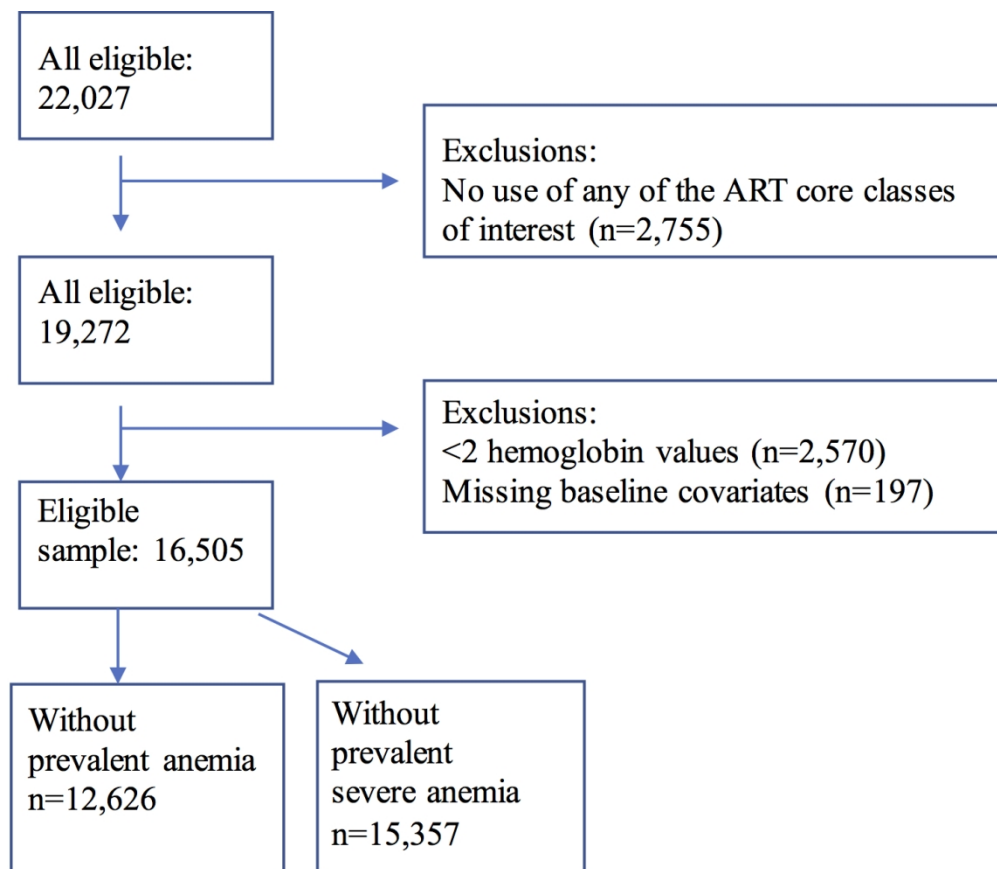 All eligible:
22,027
Exclusions:
No use of any of the ART core classes
of interest (n=2,755)
All eligible:
19,272
Exclusions:
<2 hemoglobin values (n=2,570)
Missing baseline covariates (n=197)
Eligible
sample: 16,505
Without
prevalent anemia
n=12,626
Without
prevalent
severe anemia
n=15,357